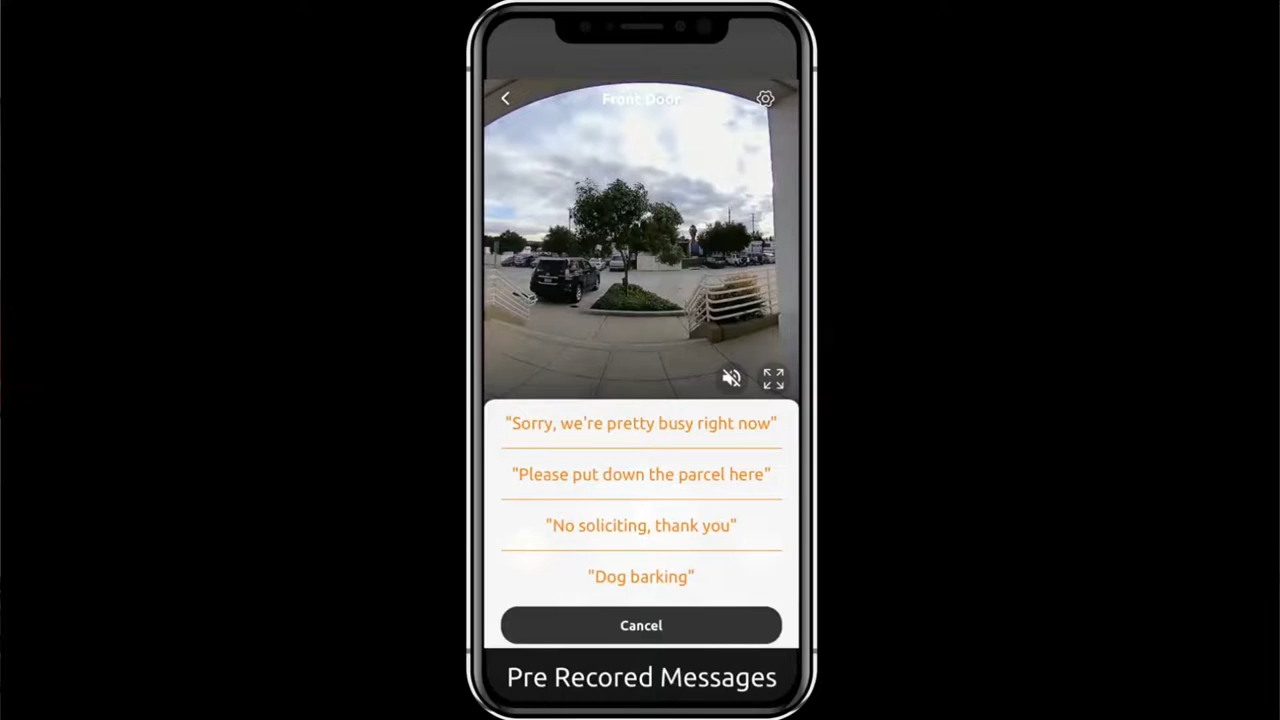 Front Door
"Sorry, we're pretty busy right now"
"Please put down the parcel here"
"No soliciting, thank you"
"Dog barking"
Cancel
Pre Recored Messages